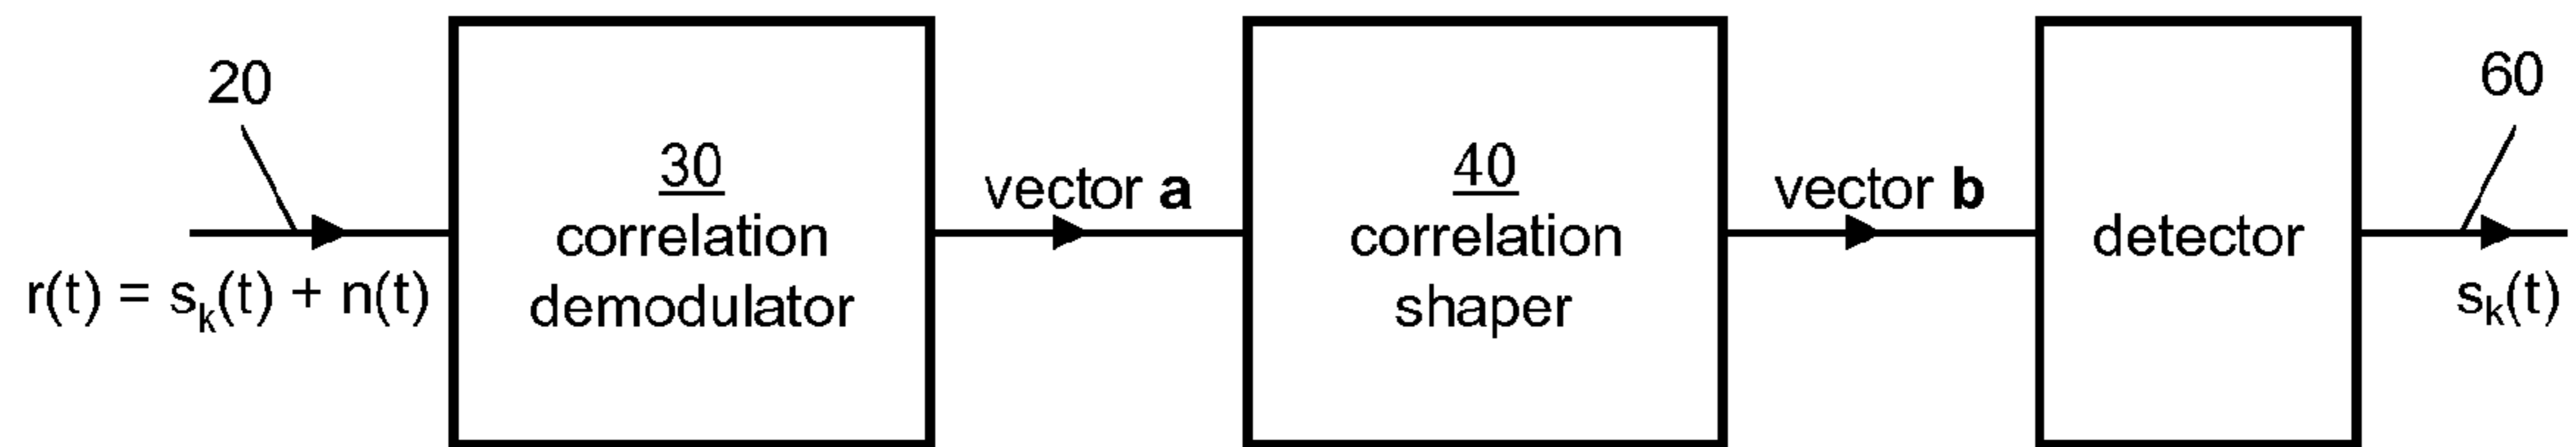 20
r(t) = sk(t) + n(t)
30
correlation
demodulator
vector a
40
correlation
shaper
vector b
detector
60
sk(t)